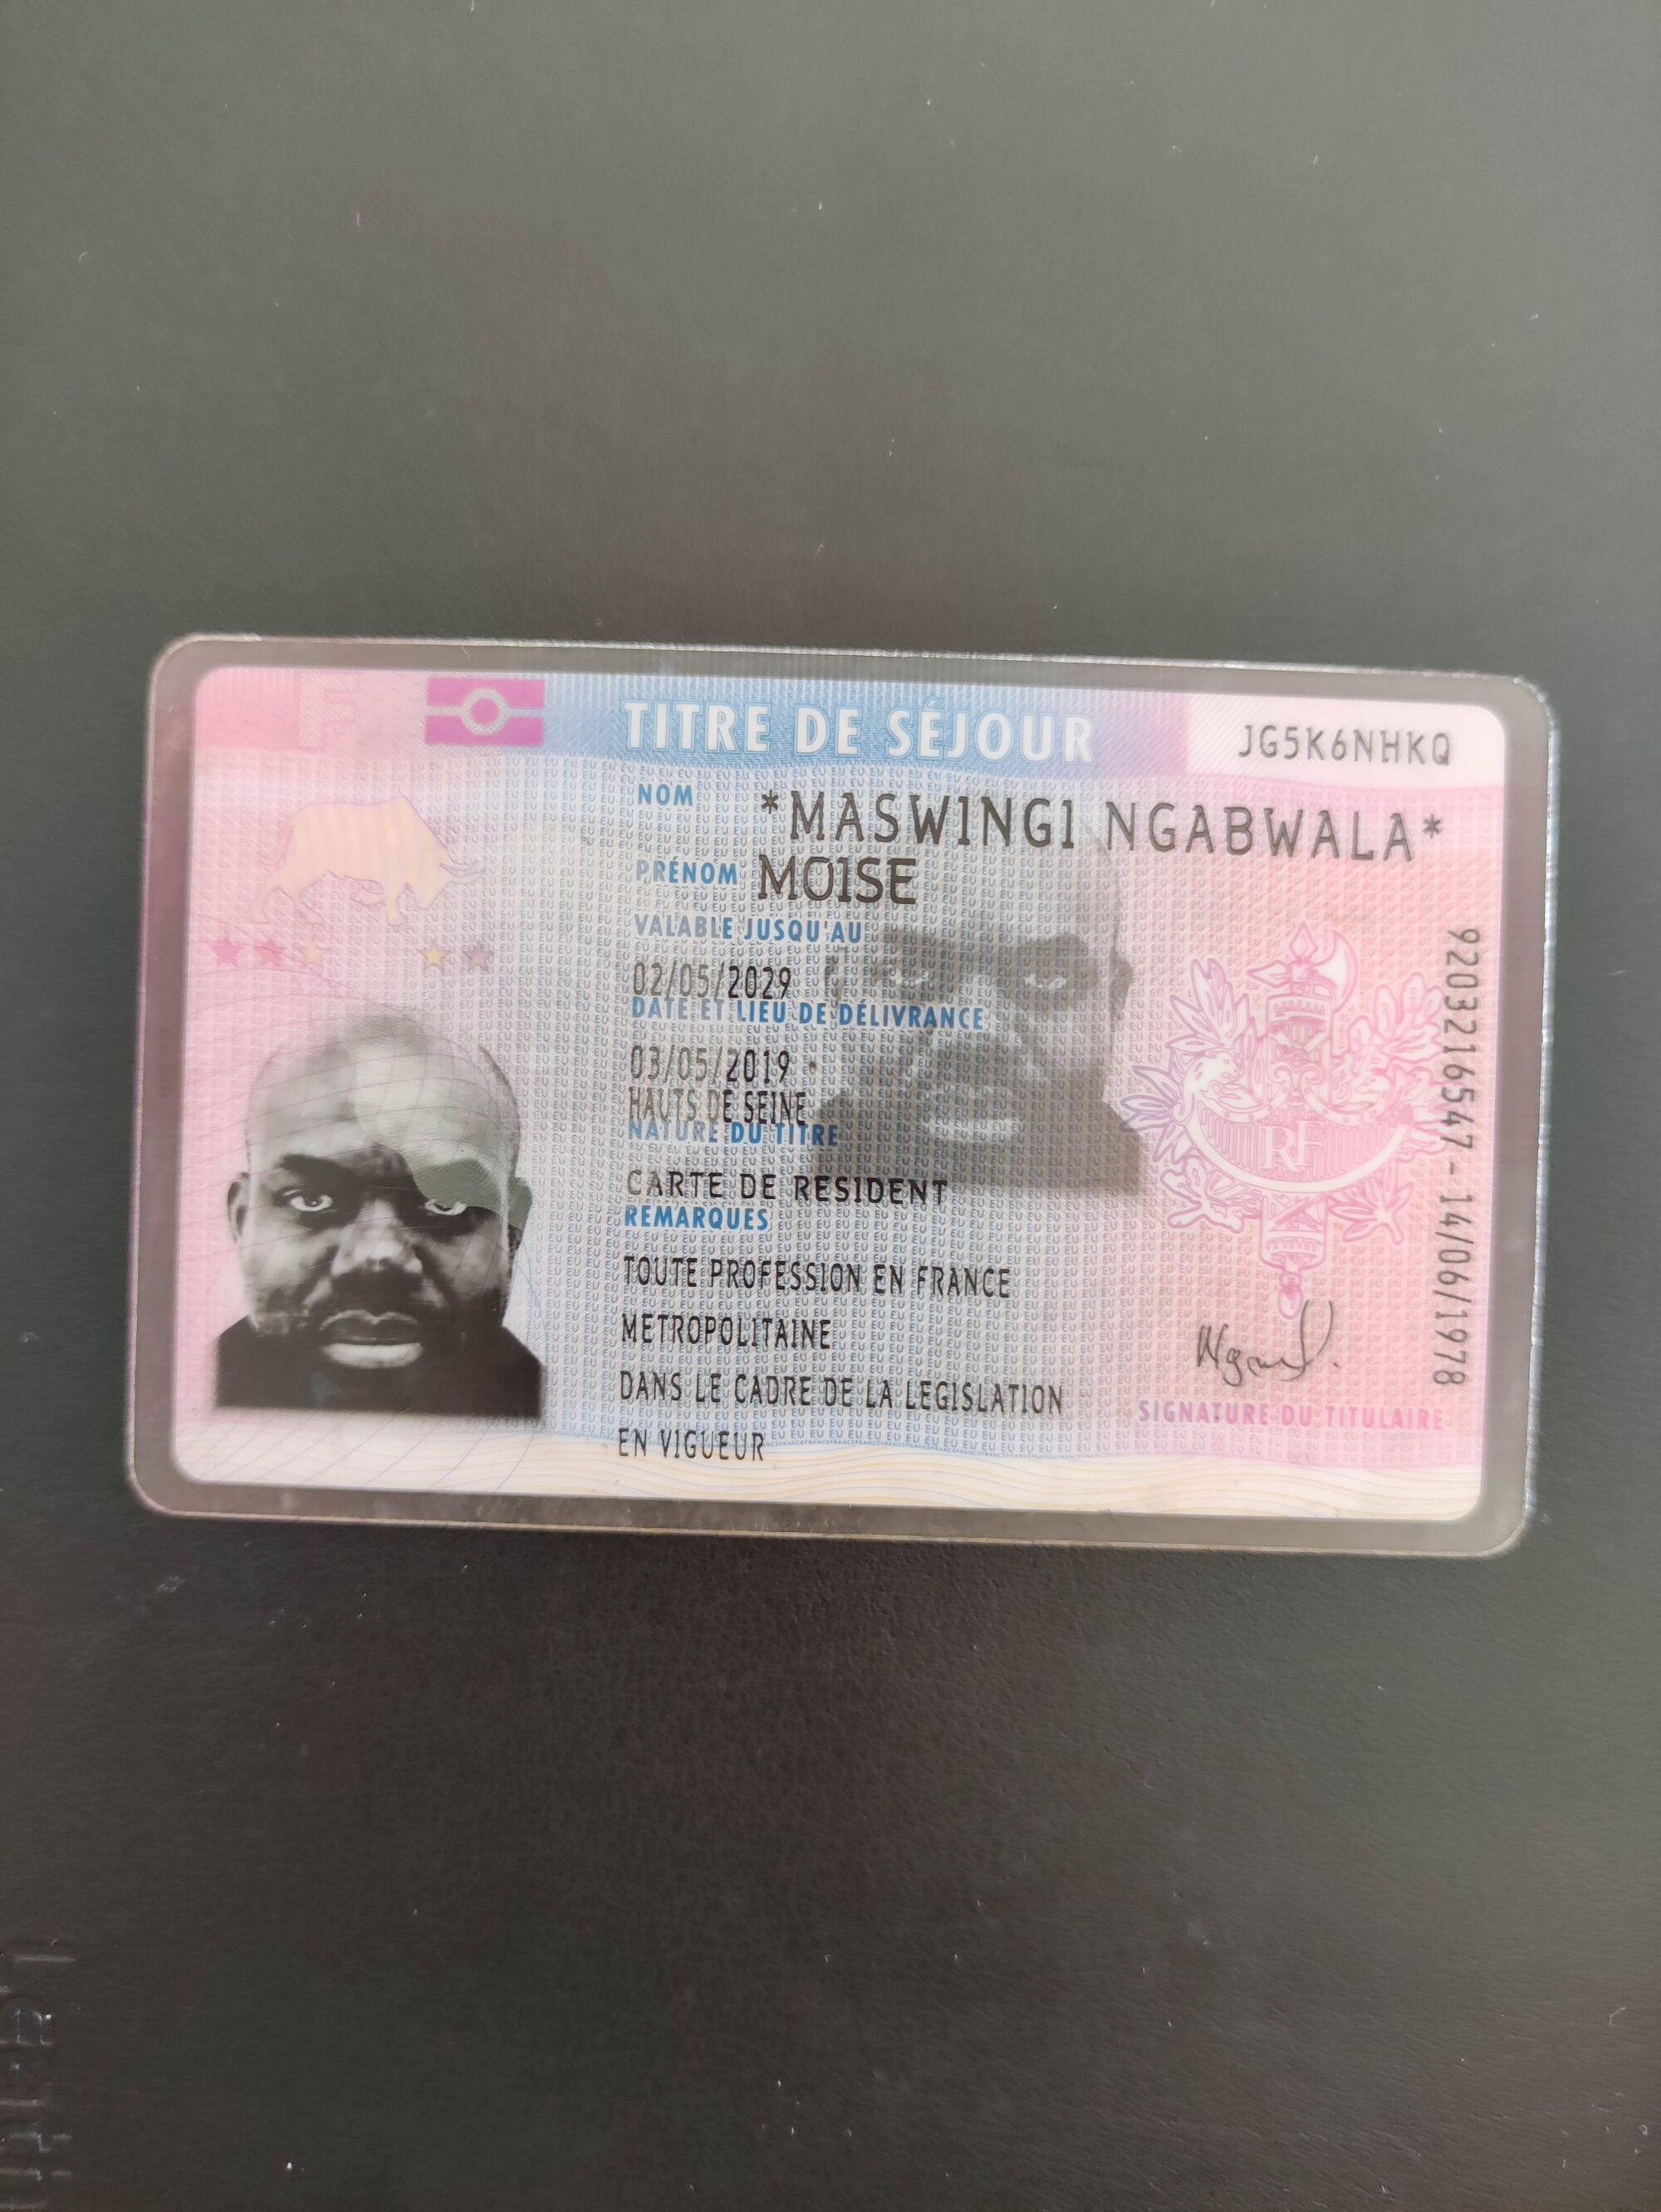 F
TITRE DE SÉJOUR
JG5K6NHKQ
NOM *MASWINGI NGABWALA*
PRÉNOM MOISE
VALABLE JUSQU'AU
02/05/2029
DATE ET LIEU DE DÉLIVRANCE
03/05/2019
HAUTS DE SEINE
NATURE DU TITRE
CARTE DE RESIDENT
REMARQUES
TOUTE PROFESSION EN FRANCE
METROPOLITAINE
DANS LE CADRE DE LA LEGISLATION
EN VIGUEUR
RF
SIGNATURE DU TITULAIRE
9203216547 - 14/06/1978